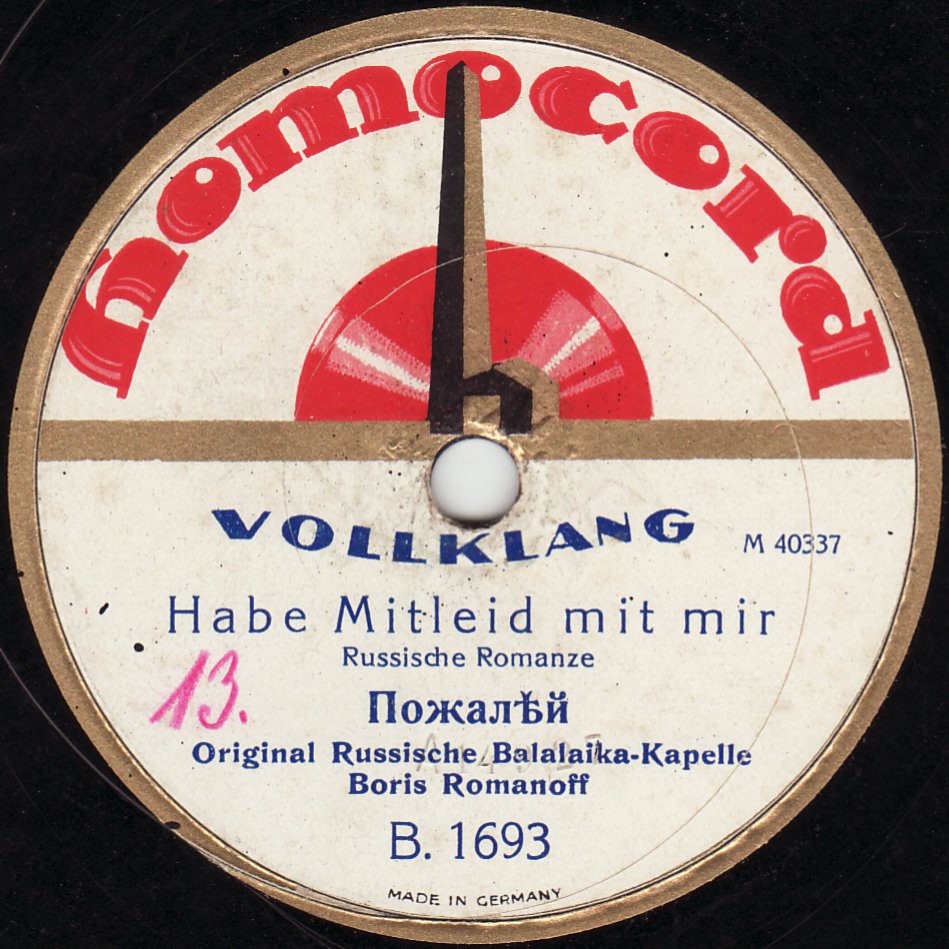 homocord
VOLLKLANG
M 40337
Habe Mitleid mit mir
Russische Romanze
Пожалѣй
13.
Original Russische Balalaika-Kapelle
Boris Romanoff
B. 1693
MADE IN GERMANY